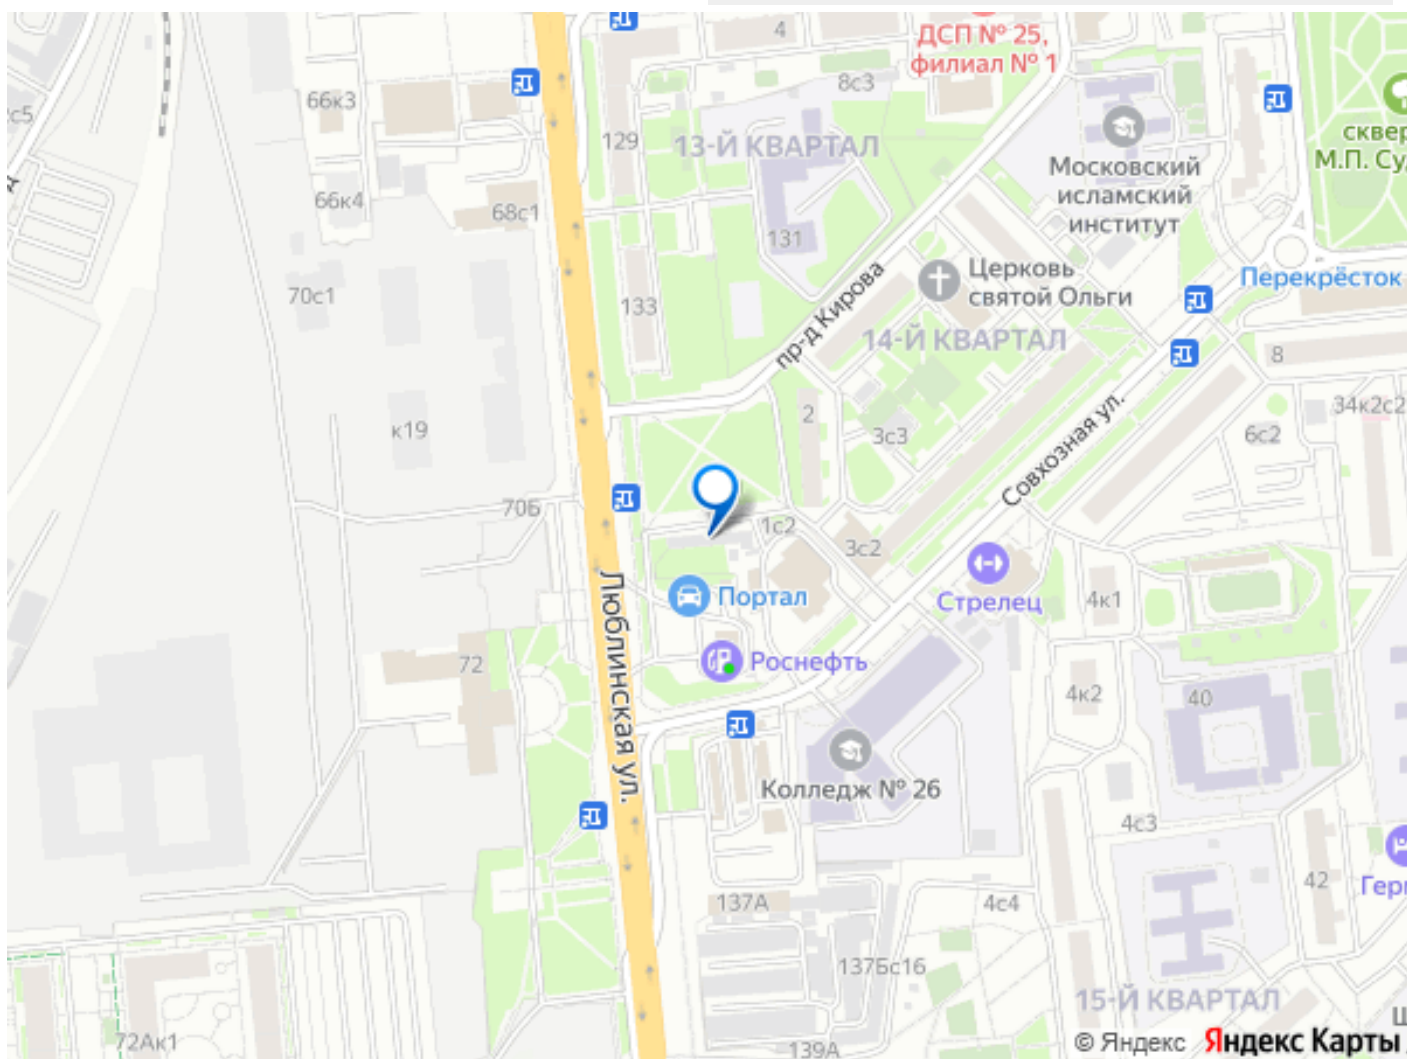 4
ДСП № 25,
филиал № 1
8с3
66к3
129
13-Й КВАРТАЛ
Московский
исламский
институт
сквер
М.П. Су
66к4
68с1
131
Церковь
святой Ольги
Перекрёсток
70с1
133
пр-д Кирова
14-Й КВАРТАЛ
8
34к2с2
2
3с3
6с2
к19
Совхозная ул.
70Б
1с2
3с2
Портал
Стрелец
4к1
Люблинская ул.
Роснефть
72
4к2
40
Колледж № 26
4с3
42
Гер
137А
4с4
137Бс16
15-Й КВАРТАЛ
72Ак1
139А
© Яндекс Яндекс Карты